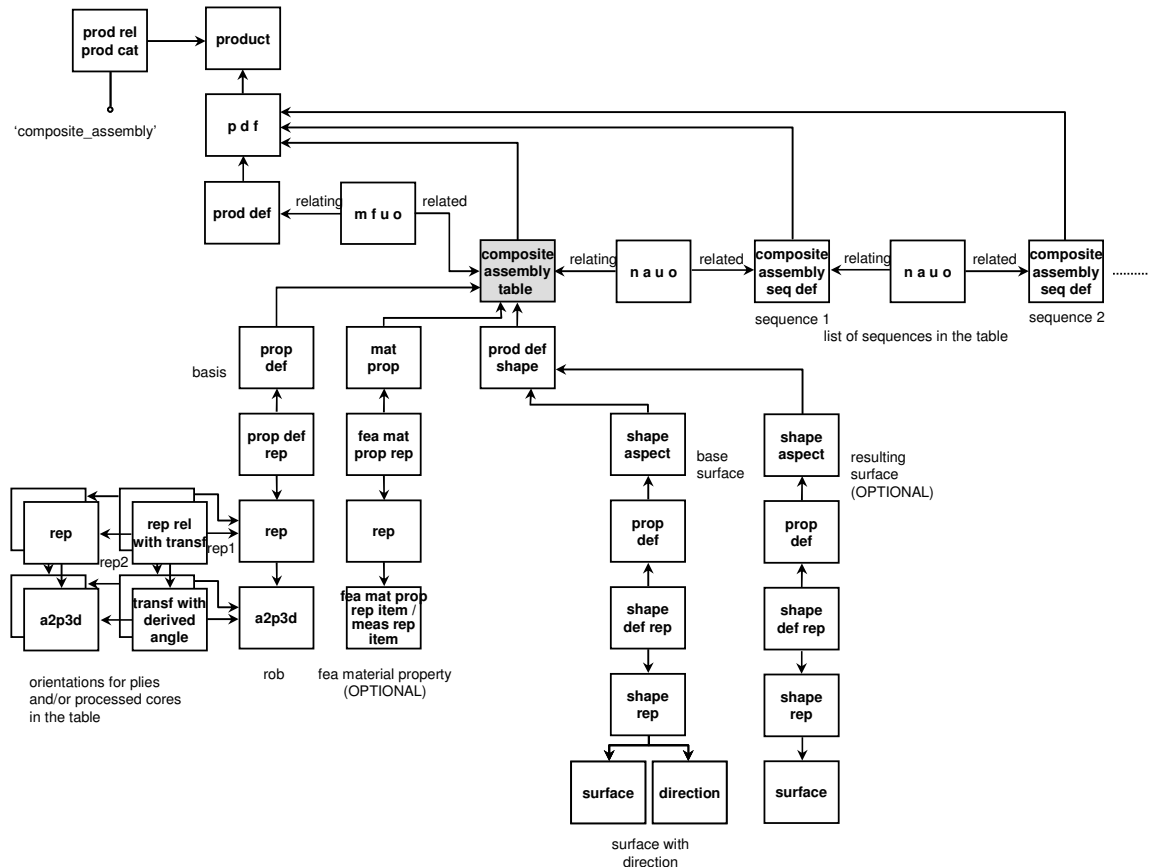 prod rel
prod cat
product
'composite_assembly'
p d f
prod def
relating
m f u o
related
composite
assembly
table
relating
n a u o
related
composite
assembly
seq def
relating
n a u o
related
composite
assembly
seq def
..........
sequence 1
sequence 2
list of sequences in the table
basis
prop
def
mat
prop
prod def
shape
prop def
rep
fea mat
prop rep
shape
aspect
base
surface
shape
aspect
resulting
surface
(OPTIONAL)
rep
rep rel
with transf
rep1
rep2
rep
rep
prop
def
prop
def
a2p3d
transf with
derived
angle
a2p3d
fea mat prop
rep item /
meas rep
item
shape
def rep
shape
def rep
orientations for plies
and/or processed cores
in the table
rob
fea material property
(OPTIONAL)
shape
rep
shape
rep
surface
direction
surface
surface with
direction